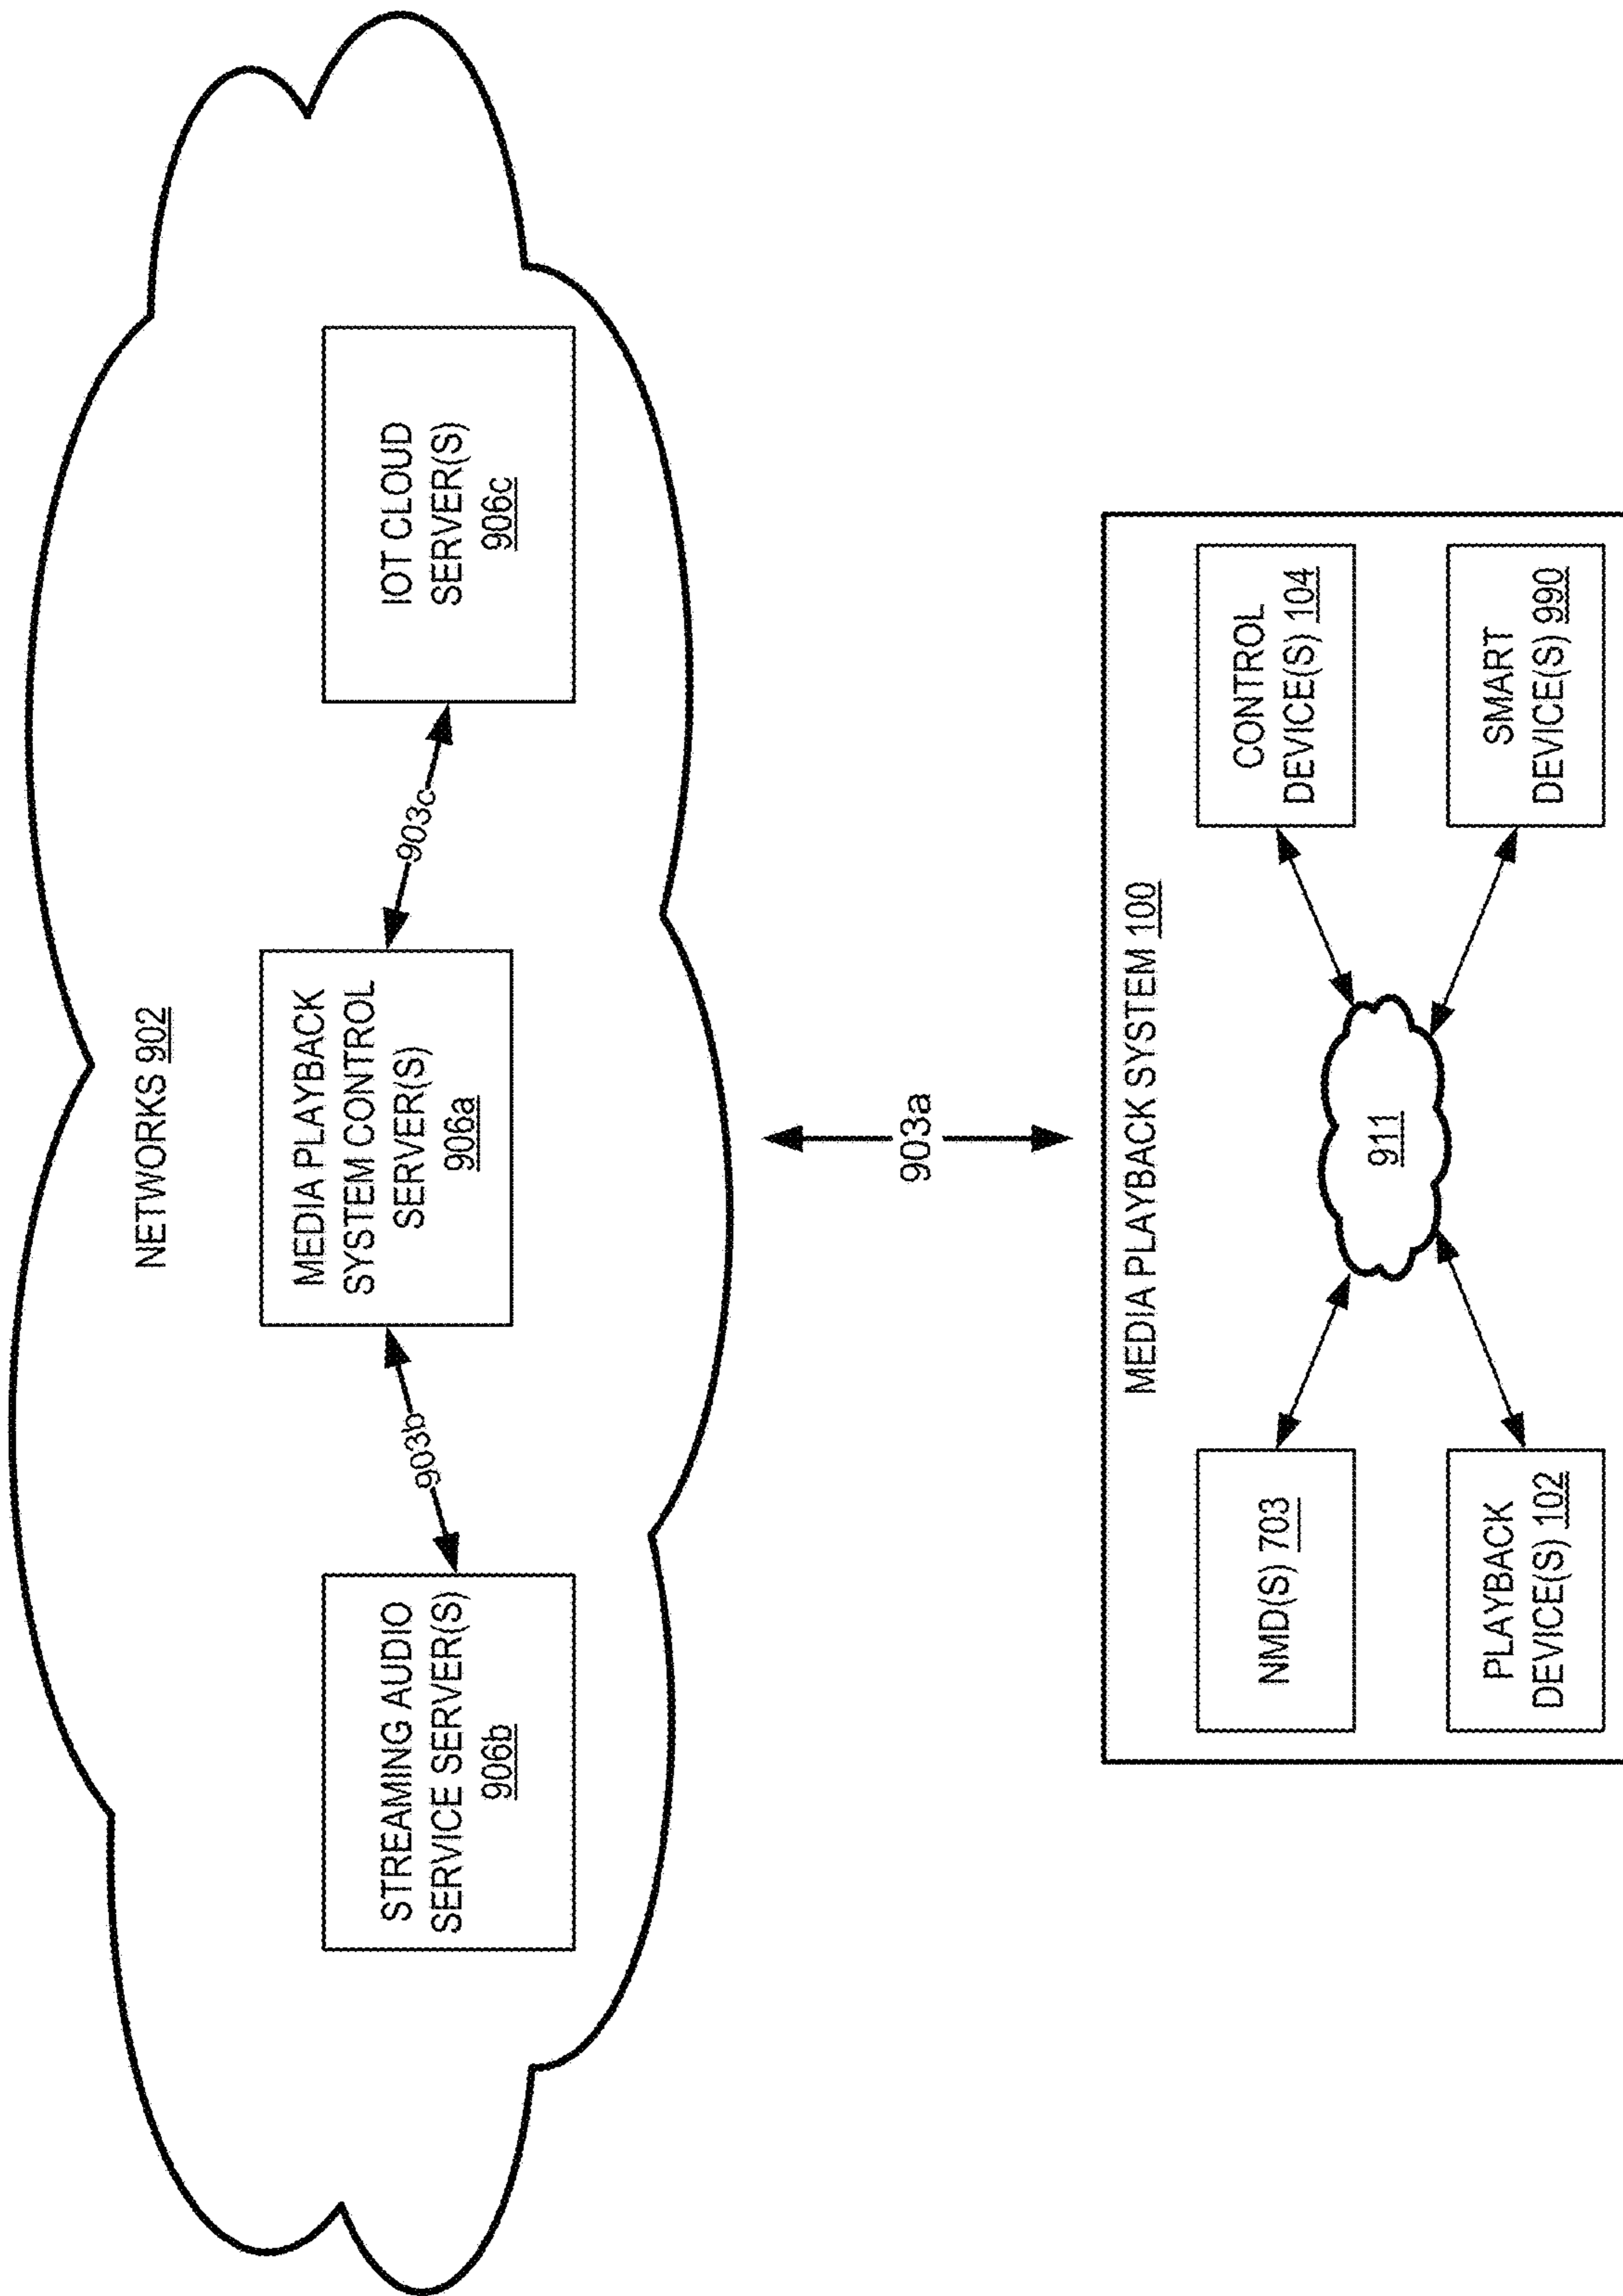 NETWORKS 902
STREAMING AUDIO
SERVICE SERVER(S)
906b
903b
MEDIA PLAYBACK
SYSTEM CONTROL
SERVER(S)
906a
903c
IOT CLOUD
SERVER(S)
906c
903a
MEDIA PLAYBACK SYSTEM 100
NMD(S) 703
CONTROL
DEVICE(S) 104
911
PLAYBACK
DEVICE(S) 102
SMART
DEVICE(S) 990